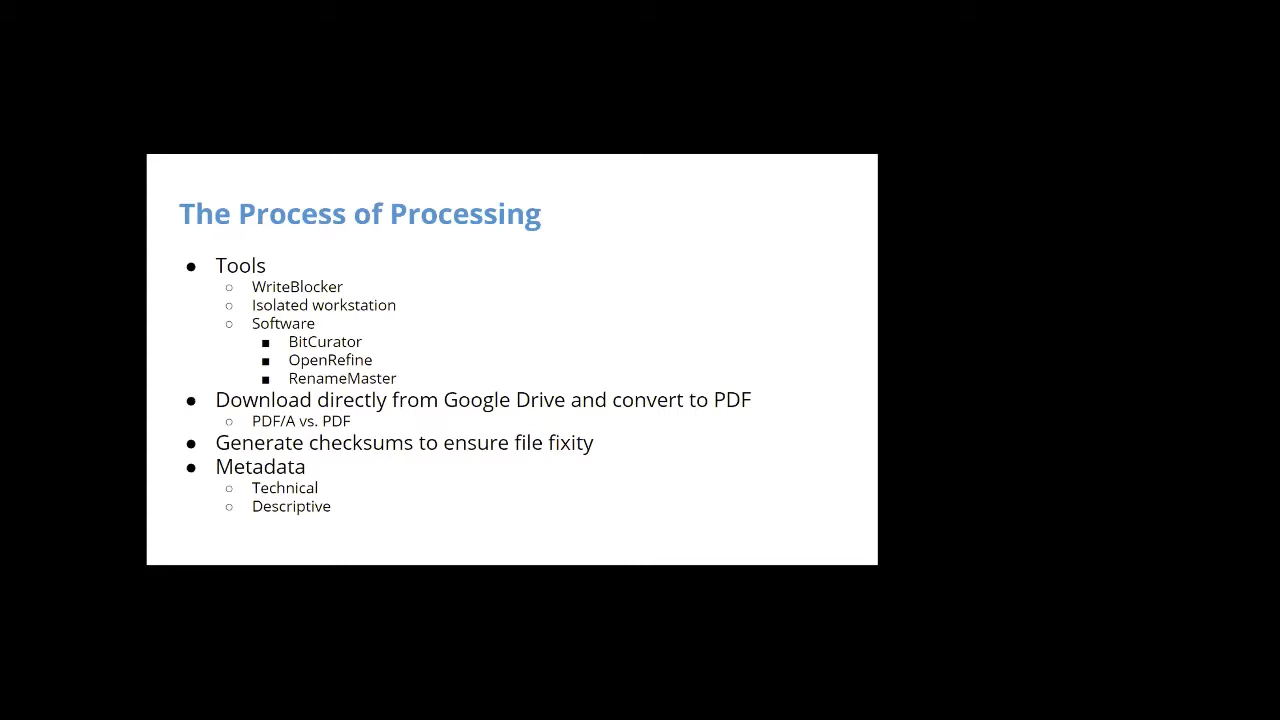 The Process of Processing
● Tools
○ WriteBlocker
○ Isolated workstation
○ Software
■ BitCurator
■ OpenRefine
■ RenameMaster
● Download directly from Google Drive and convert to PDF
○ PDF/A vs. PDF
● Generate checksums to ensure file fixity
● Metadata
○ Technical
○ Descriptive